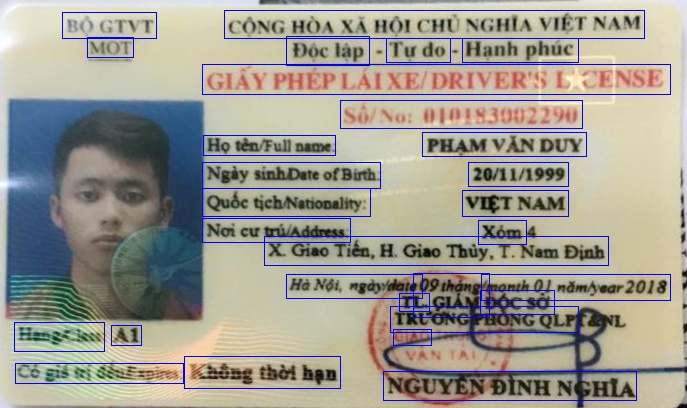 BỘ GTVT
MOT
CỘNG HÒA XÃ HỘI CHỦ NGHĨA VIỆT NAM
Độc lập - Tự do - Hạnh phúc
GIẤY PHÉP LÁI XE/ DRIVER'S LICENSE
Số/No: 010183002290
Họ tên/Full name: PHẠM VĂN DUY
Ngày sinh/Date of Birth: 20/11/1999
Quốc tịch/Nationality: VIỆT NAM
Nơi cư trú/Address: Xóm 4
X. Giao Tiến, H. Giao Thủy, T. Nam Định
Hà Nội, ngày/date 09 tháng/month 01 năm/year 2018
TL. GIÁM ĐỐC SỞ
TRƯỞNG PHÒNG QLPT&NL
GIAO THÔNG
VẬN TẢI
Hạng/Class: A1
Có giá trị đến/Expires: Không thời hạn
NGUYỄN ĐÌNH NGHĨA